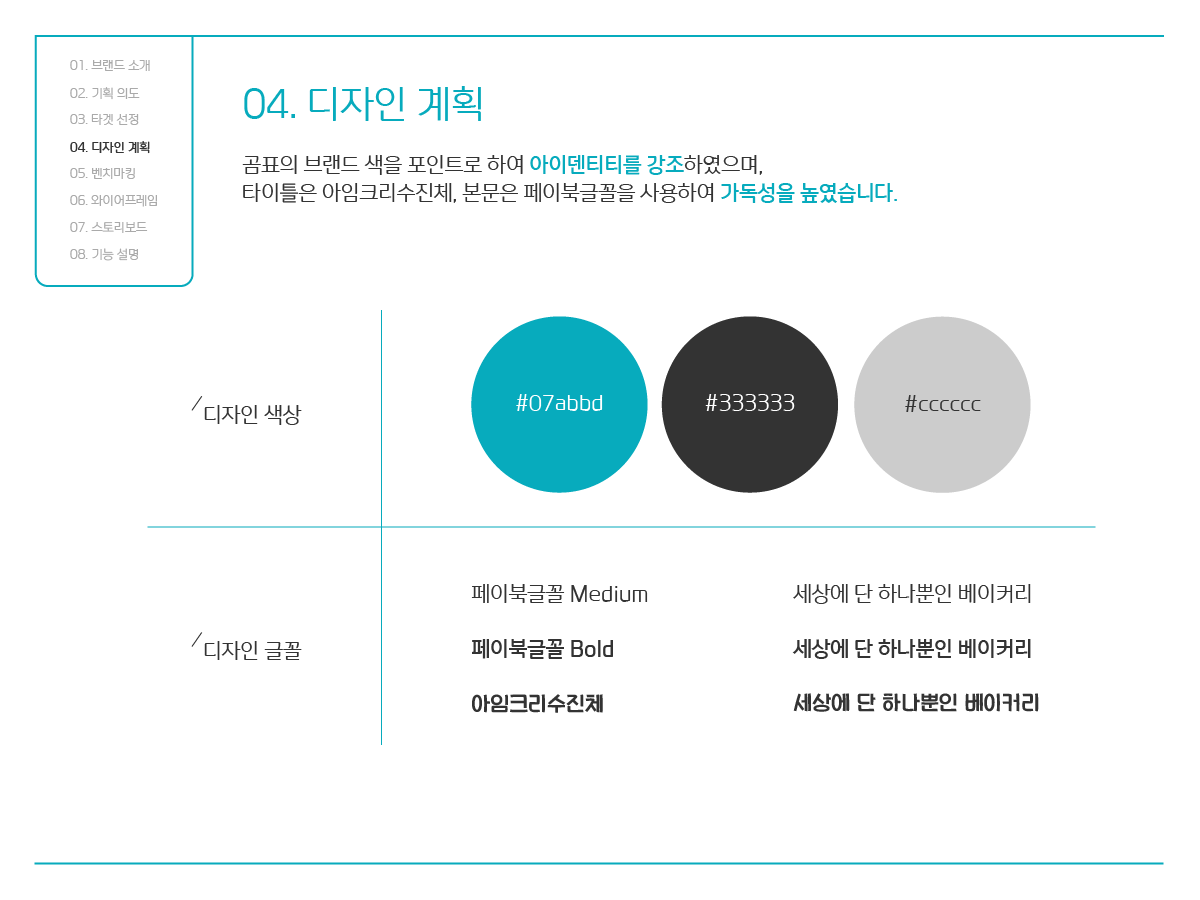 01. 브랜드 소개
02. 기획 의도
03. 타겟 선정
04. 디자인 계획
05. 벤치마킹
06. 와이어프레임
07. 스토리보드
08. 기능 설명
04. 디자인 계획
곰표의 브랜드 색을 포인트로 하여 아이덴티티를 강조하였으며,
타이틀은 아임크리수진체, 본문은 페이북글꼴을 사용하여 가독성을 높였습니다.
디자인 색상
#07abbd
#333333
#cccccc
디자인 글꼴
페이북글꼴 Medium
세상에 단 하나뿐인 베이커리
페이북글꼴 Bold
세상에 단 하나뿐인 베이커리
아임크리수진체
세상에 단 하나뿐인 베이커리